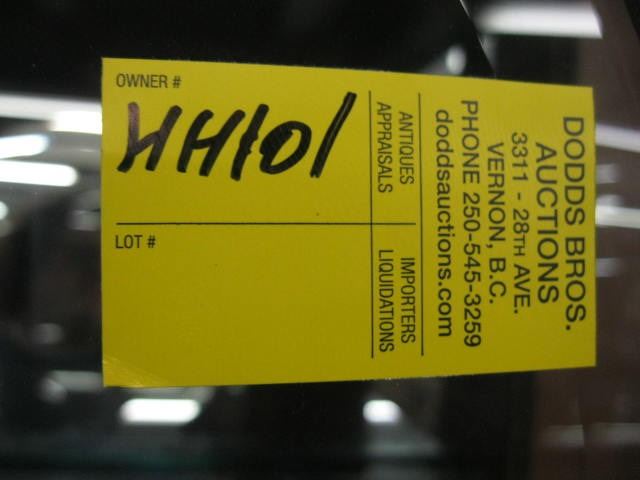 DODDS BROS.
AUCTIONS
3311 - 28TH AVE.
VERNON, B.C.
PHONE 250-545-3259
doddsauctions.com
ANTIQUES
APPRAISALS
IMPORTERS
LIQUIDATIONS
OWNER #
HH101
LOT #